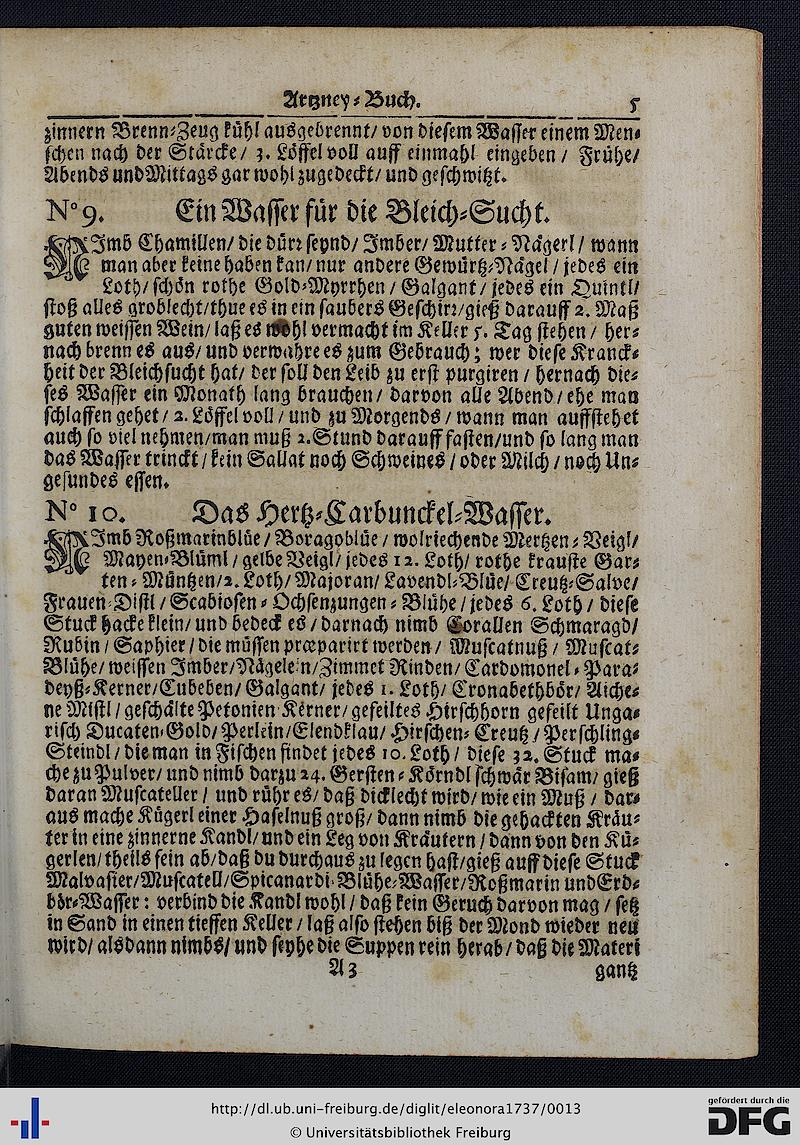 Artzney⸗Buch. 5
zinnern Brenn⸗Zeug kühl ausgebrennt/ von diesem Wasser einem Men⸗
schen nach der Stärcke/ 3. Löffel voll auff einmahl eingeben/ Frühe/
Abends und Mittags gar wohl zugedeckt/ und geschwitzt.
N° 9. Ein Wasser für die Bleich⸗Sucht.
NImb Chamillen/ die dürr seynd/ Imber/ Mutter⸗Nägerl/ wann
man aber keine haben kan/ nur andere Gewürtz⸗Nägel/ jedes ein
Loth/ schön rothe Gold⸗Myrrhen/ Galgant/ jedes ein Quintl/
stoß alles groblecht/ thue es in ein saubers Geschirr/ gieß darauff 2. Maß
guten weissen Wein/ laß es wohl vermacht im Keller 5. Tag stehen/ her⸗
nach brenn es aus/ und verwahre es zum Gebrauch; wer diese Kranck⸗
heit der Bleichsucht hat/ der soll den Leib zu erst purgiren/ hernach die⸗
ses Wasser ein Monath lang brauchen/ darvon alle Abend/ ehe man
schlaffen gehet/ 2. Löffel voll/ und zu Morgends/ wann man auffstehet
auch so viel nehmen/ man muß 2. Stund darauff fasten/ und so lang man
das Wasser trinckt/ kein Sallat noch Schweines/ oder Milch/ noch Un⸗
gesundes essen.
N° 10. Das Hertz⸗Carbunckel⸗Wasser.
NImb Roßmarinblüe/ Boragoblüe/ wolriechende Mertzen⸗Veigl/
Mayen⸗Blüml/ gelbe Veigl/ jedes 12. Loth/ rothe krauste Gar⸗
ten⸗Müntzen/ 2. Loth/ Majoran/ Lavendl⸗Blüe/ Creutz⸗Salve/
Frauen⸗Distl/ Scabiosen⸗Ochsenzungen⸗Blühe/ jedes 6. Loth/ diese
Stuck hacke klein/ und bedeck es/ darnach nimb Corallen Schmaragd/
Rubin/ Saphier/ die müssen præparirt werden/ Muscatnuß/ Muscat⸗
Blühe/ weissen Imber/ Nägelein/ Zimmet Rinden/ Cardomonel⸗Para⸗
deyß⸗Kerner/ Cubeben/ Galgant/ jedes 1. Loth/ Cronabethbör/ Aiche⸗
ne Mistl/ geschälte Petonien Kerner/ gefeiltes Hirschhorn gefeilt Unga⸗
risch Ducaten⸗Gold/ Perlein/ Elendklau/ Hirschen⸗Creutz/ Perschling⸗
Steindl/ die man in Fischen findet jedes 10. Loth/ diese 32. Stuck ma⸗
che zu Pulver/ und nimb darzu 24. Gersten⸗Körndl schwär Bisam/ gieß
daran Muscateller/ und rühr es/ daß dicklecht wird/ wie ein Muß/ dar⸗
aus mache Kügerl einer Haselnuß groß/ dann nimb die gehackten Kräu⸗
ter in eine zinnerne Kandl/ und ein Leg von Kräutern/ dann von den Kü⸗
gerlen/ theils fein ab/ daß du durchaus zu legen hast/ gieß auff diese Stuck
Malvasier/ Muscatell/ Spicanardi⸗Blühe⸗Wasser/ Roßmarin und Erd⸗
bör⸗Wasser: verbind die Kandl wohl/ daß kein Geruch darvon mag/ setz
in Sand in einen tieffen Keller/ laß also stehen biß der Mond wieder neu
wird/ alsdann nimbs/ und seyhe die Suppen rein herab/ daß die Materi
A 3 gantz
http://dl.ub.uni-freiburg.de/diglit/eleonora1737/0013
© Universitätsbibliothek Freiburg
gefördert durch die
DFG